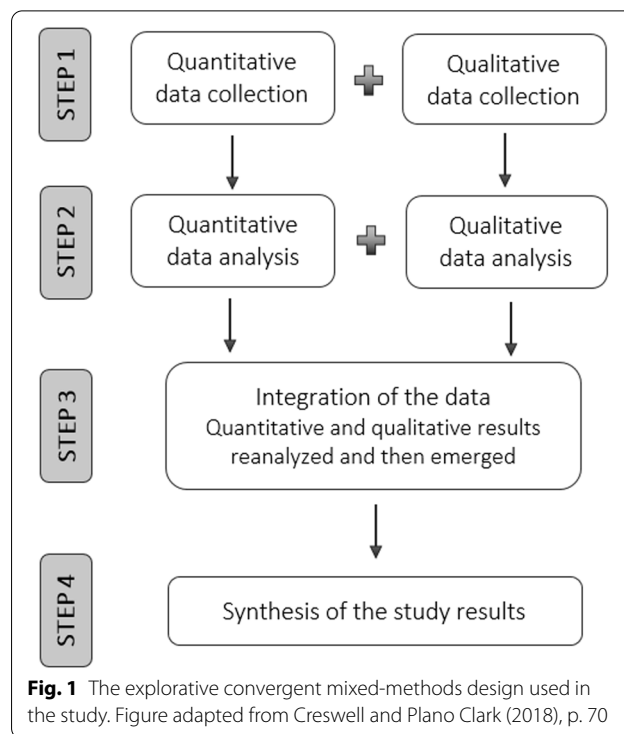 STEP 1
Quantitative
data collection
Qualitative
data collection
STEP 2
Quantitative
data analysis
Qualitative
data analysis
STEP 3
Integration of the data
Quantitative and qualitative results
reanalyzed and then emerged
STEP 4
Synthesis of the study results
Fig. 1 The explorative convergent mixed-methods design used in
the study. Figure adapted from Creswell and Plano Clark (2018), p. 70